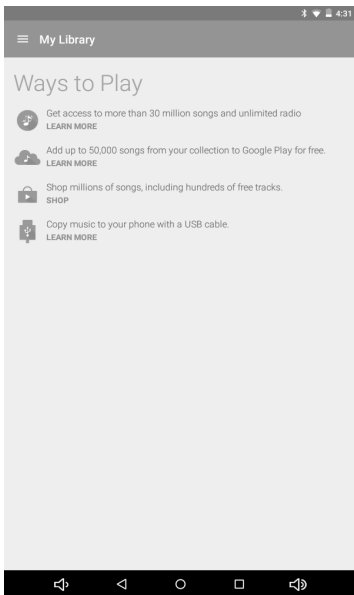 4:31
My Library
Ways to Play
Get access to more than 30 million songs and unlimited radio
LEARN MORE
Add up to 50,000 songs from your collection to Google Play for free.
LEARN MORE
Shop millions of songs, including hundreds of free tracks.
SHOP
Copy music to your phone with a USB cable.
LEARN MORE